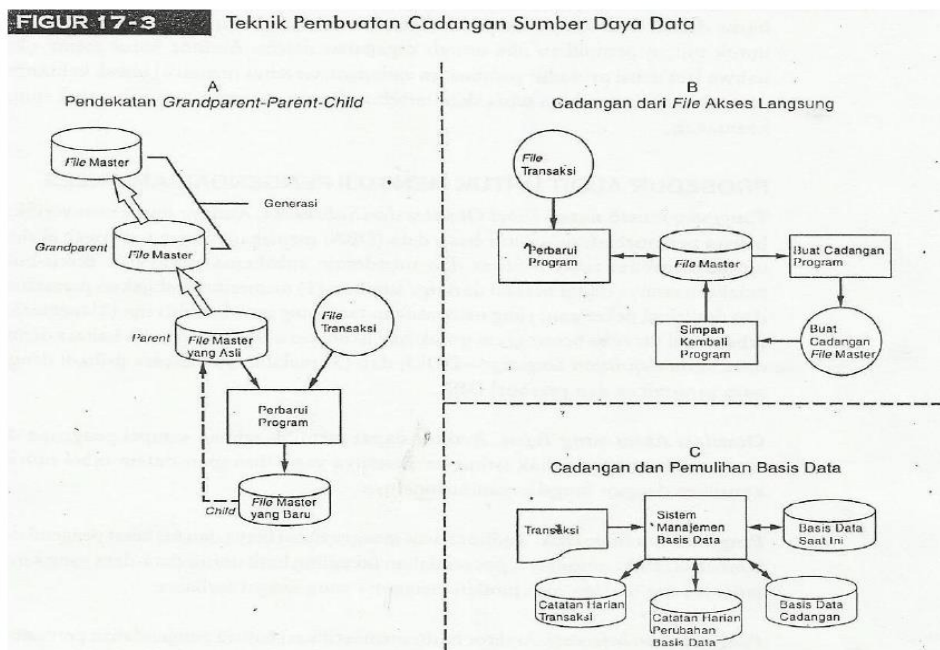 FIGUR 17-3 Teknik Pembuatan Cadangan Sumber Daya Data
A
Pendekatan Grandparent-Parent-Child
File Master
Generasi
Grandparent
File Master
Parent
File Master
yang Asli
File
Transaksi
Perbarui
Program
Child
File Master
yang Baru
B
Cadangan dari File Akses Langsung
File
Transaksi
Perbarui
Program
File Master
Buat Cadangan
Program
Simpan
Kembali
Program
Buat
Cadangan
File Master
C
Cadangan dan Pemulihan Basis Data
Transaksi
Sistem
Manajemen
Basis Data
Basis Data
Saat Ini
Catatan Harian
Transaksi
Catatan Harian
Perubahan
Basis Data
Basis Data
Cadangan